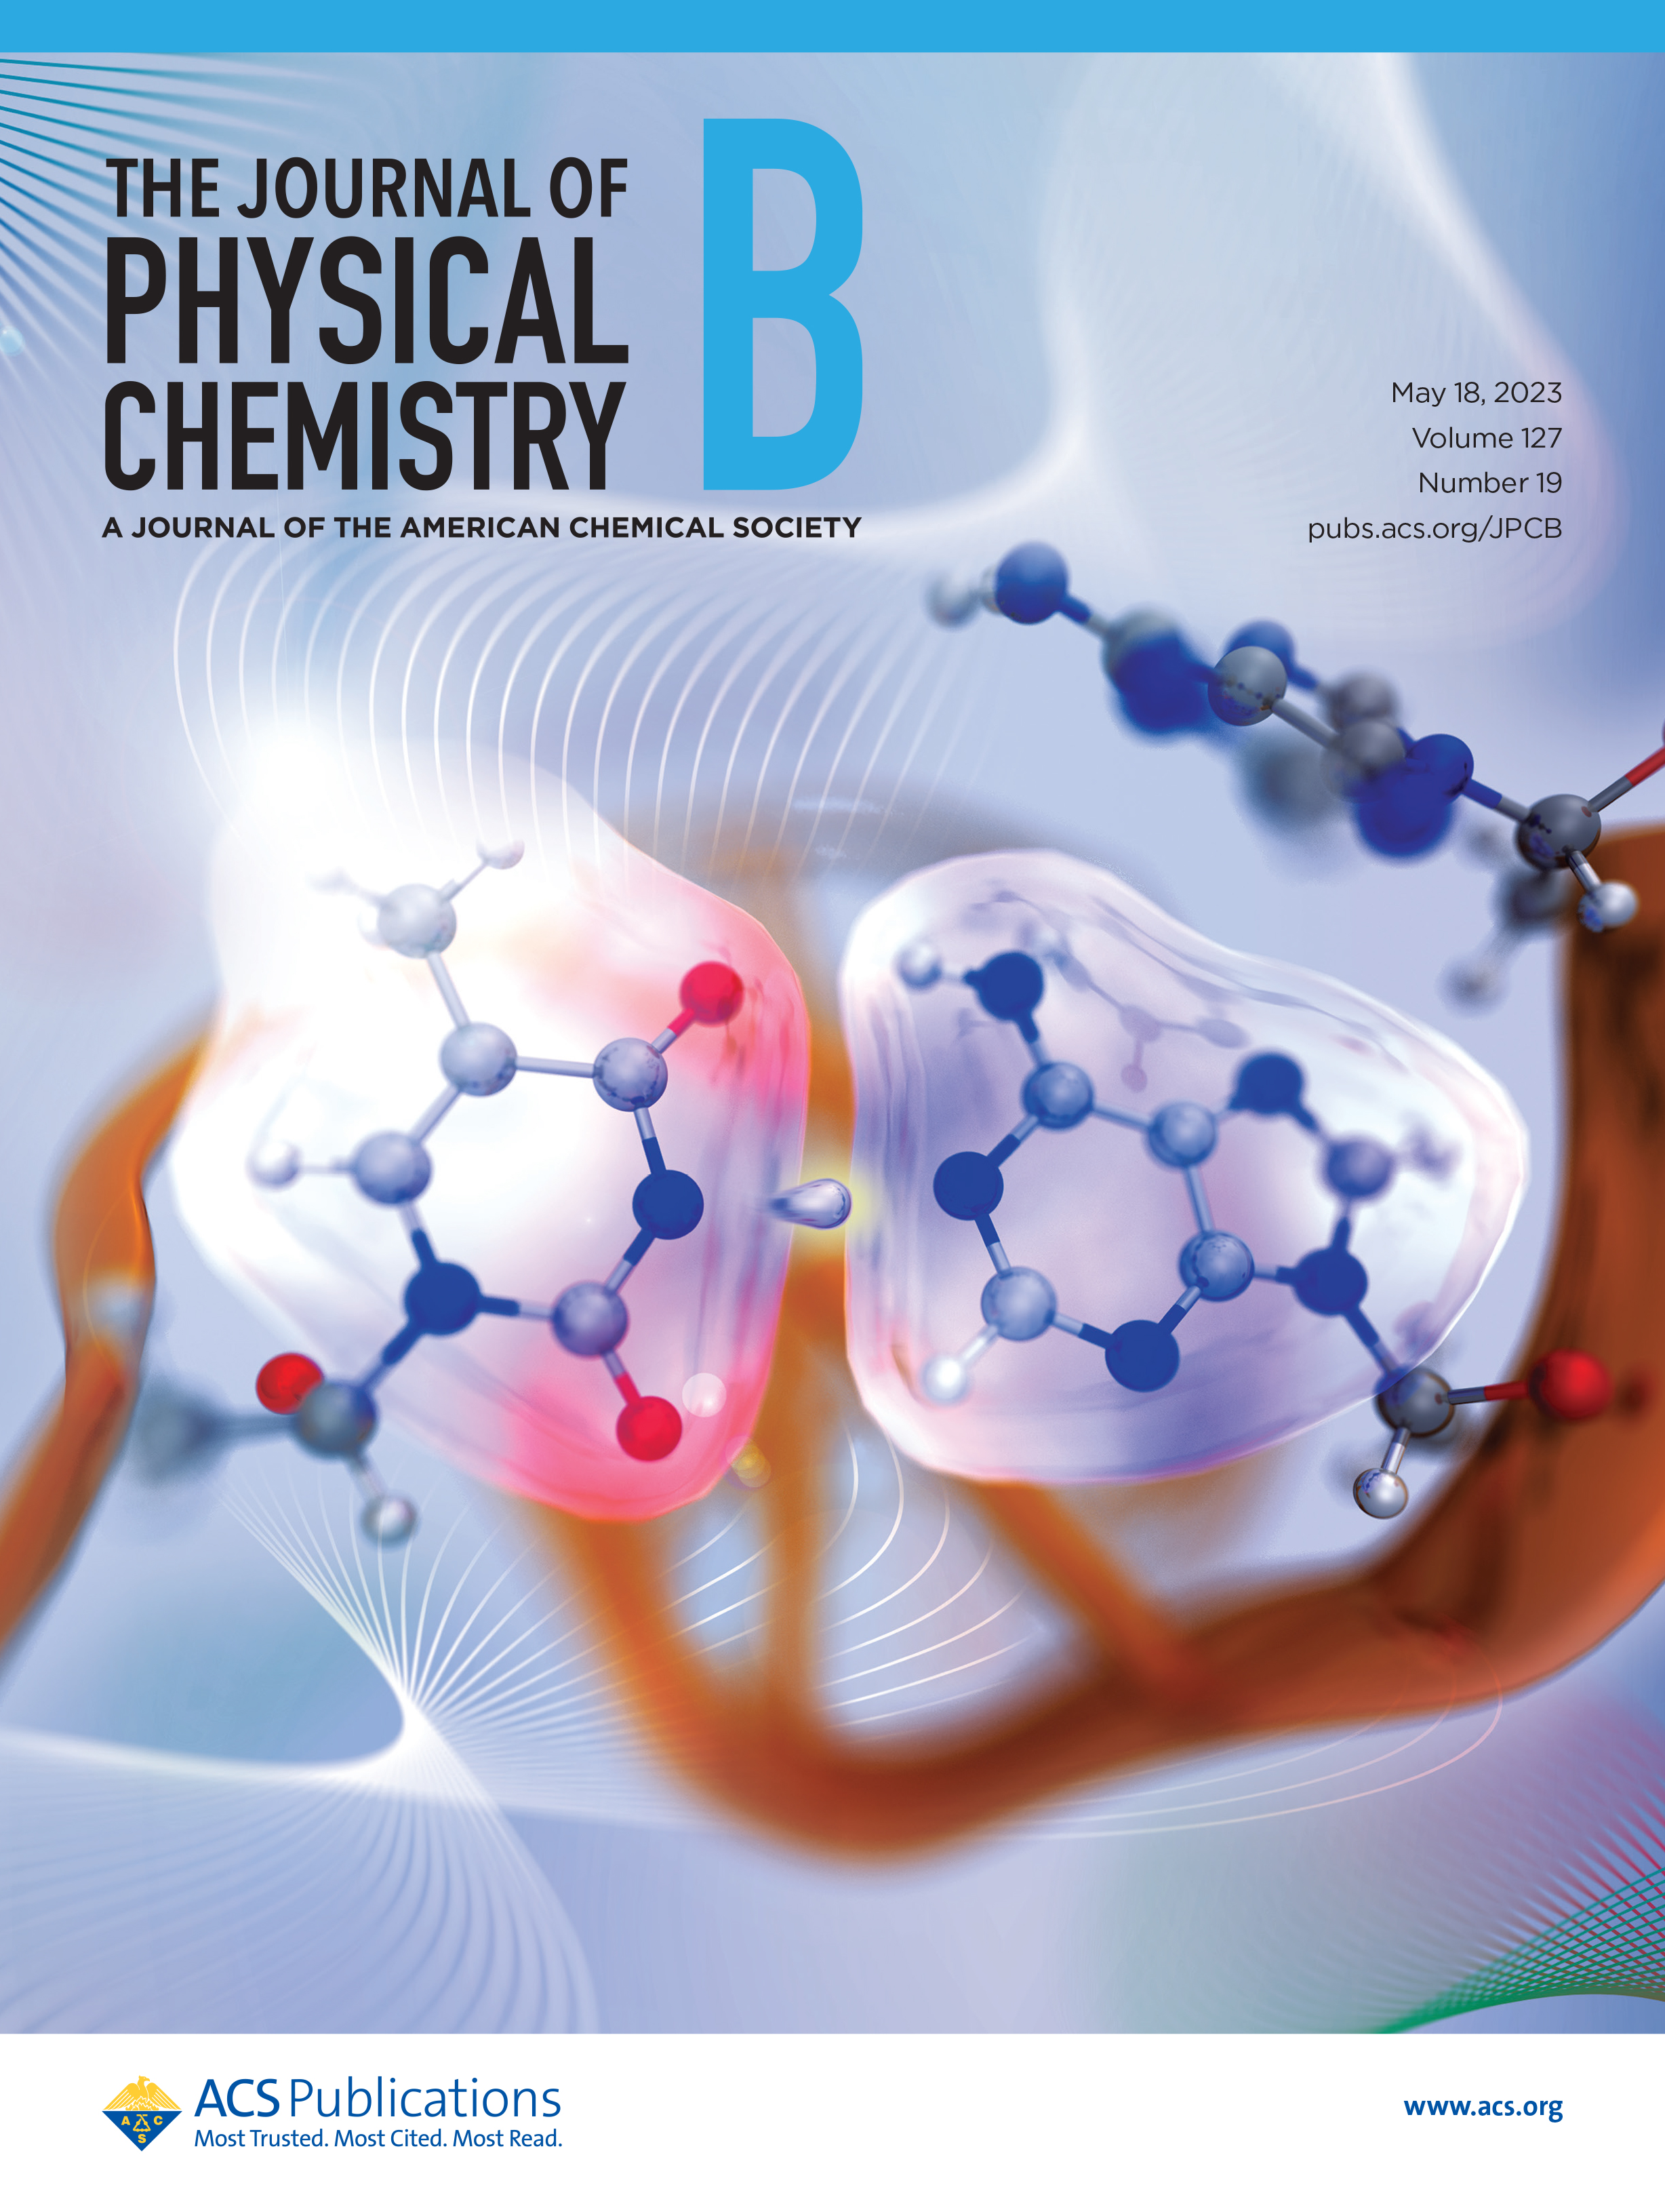 THE JOURNAL OF
PHYSICAL
CHEMISTRY
B
A JOURNAL OF THE AMERICAN CHEMICAL SOCIETY
May 18, 2023
Volume 127
Number 19
pubs.acs.org/JPCB
A C S
ACS Publications
Most Trusted. Most Cited. Most Read.
www.acs.org